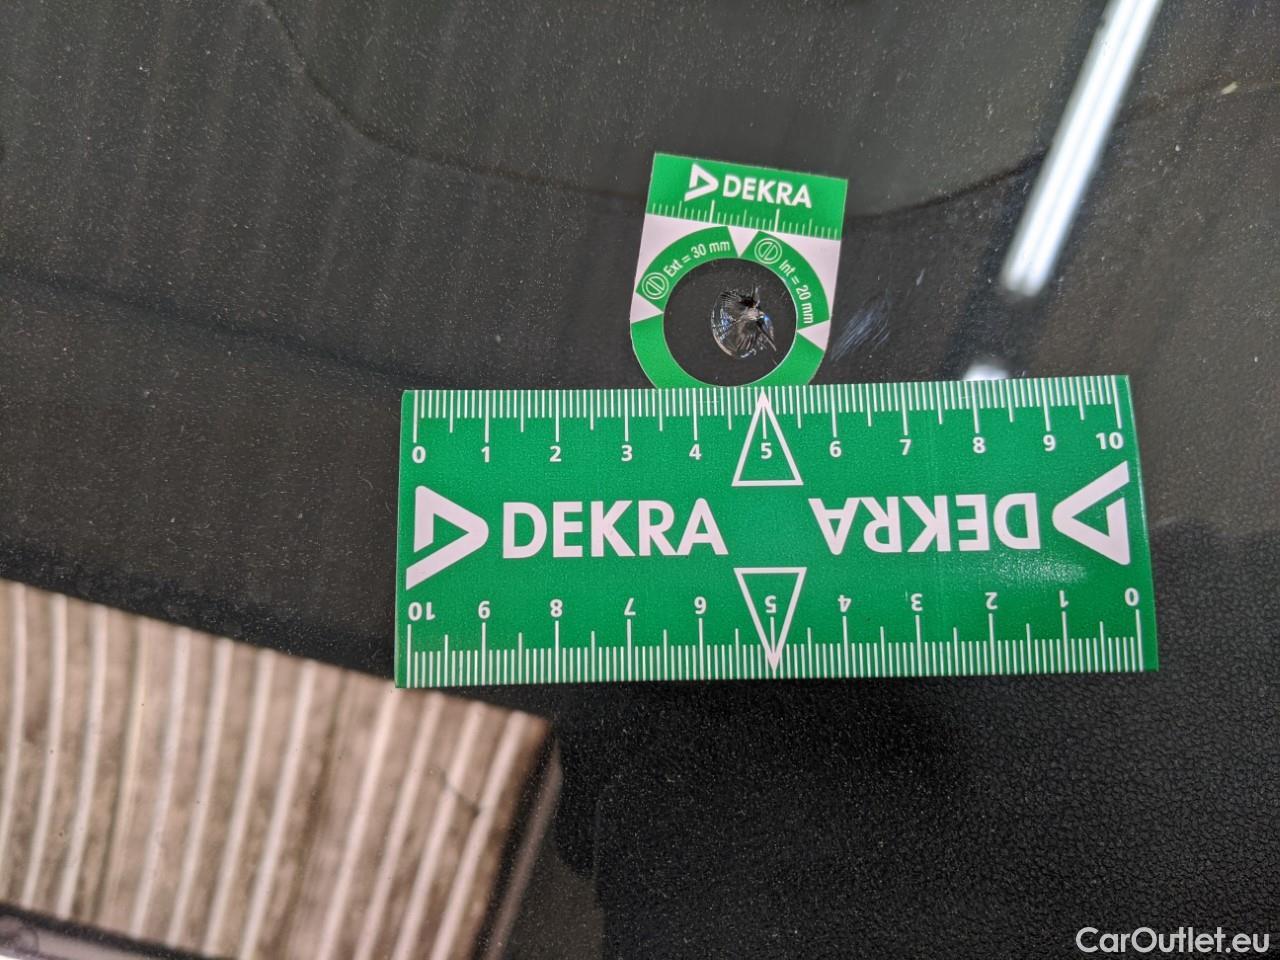 DEKRA
Ext = 30 mm
Int = 20 mm
0 1 2 3 4 5 6 7 8 9 10
DEKRA DEKRA
10 9 8 7 6 5 4 3 2 1 0
CarOutlet.eu